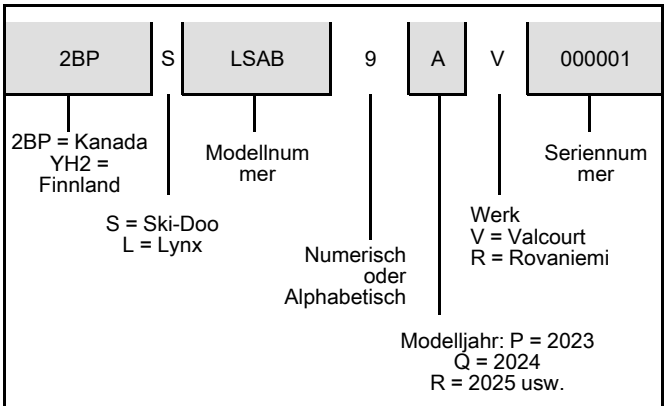 2BP S LSAB 9 A V 000001
2BP = Kanada
YH2 =
Finnland
Modellnum
mer
Seriennum
mer
S = Ski-Doo
L = Lynx
Werk
V = Valcourt
R = Rovaniemi
Numerisch
oder
Alphabetisch
Modelljahr: P = 2023
Q = 2024
R = 2025 usw.